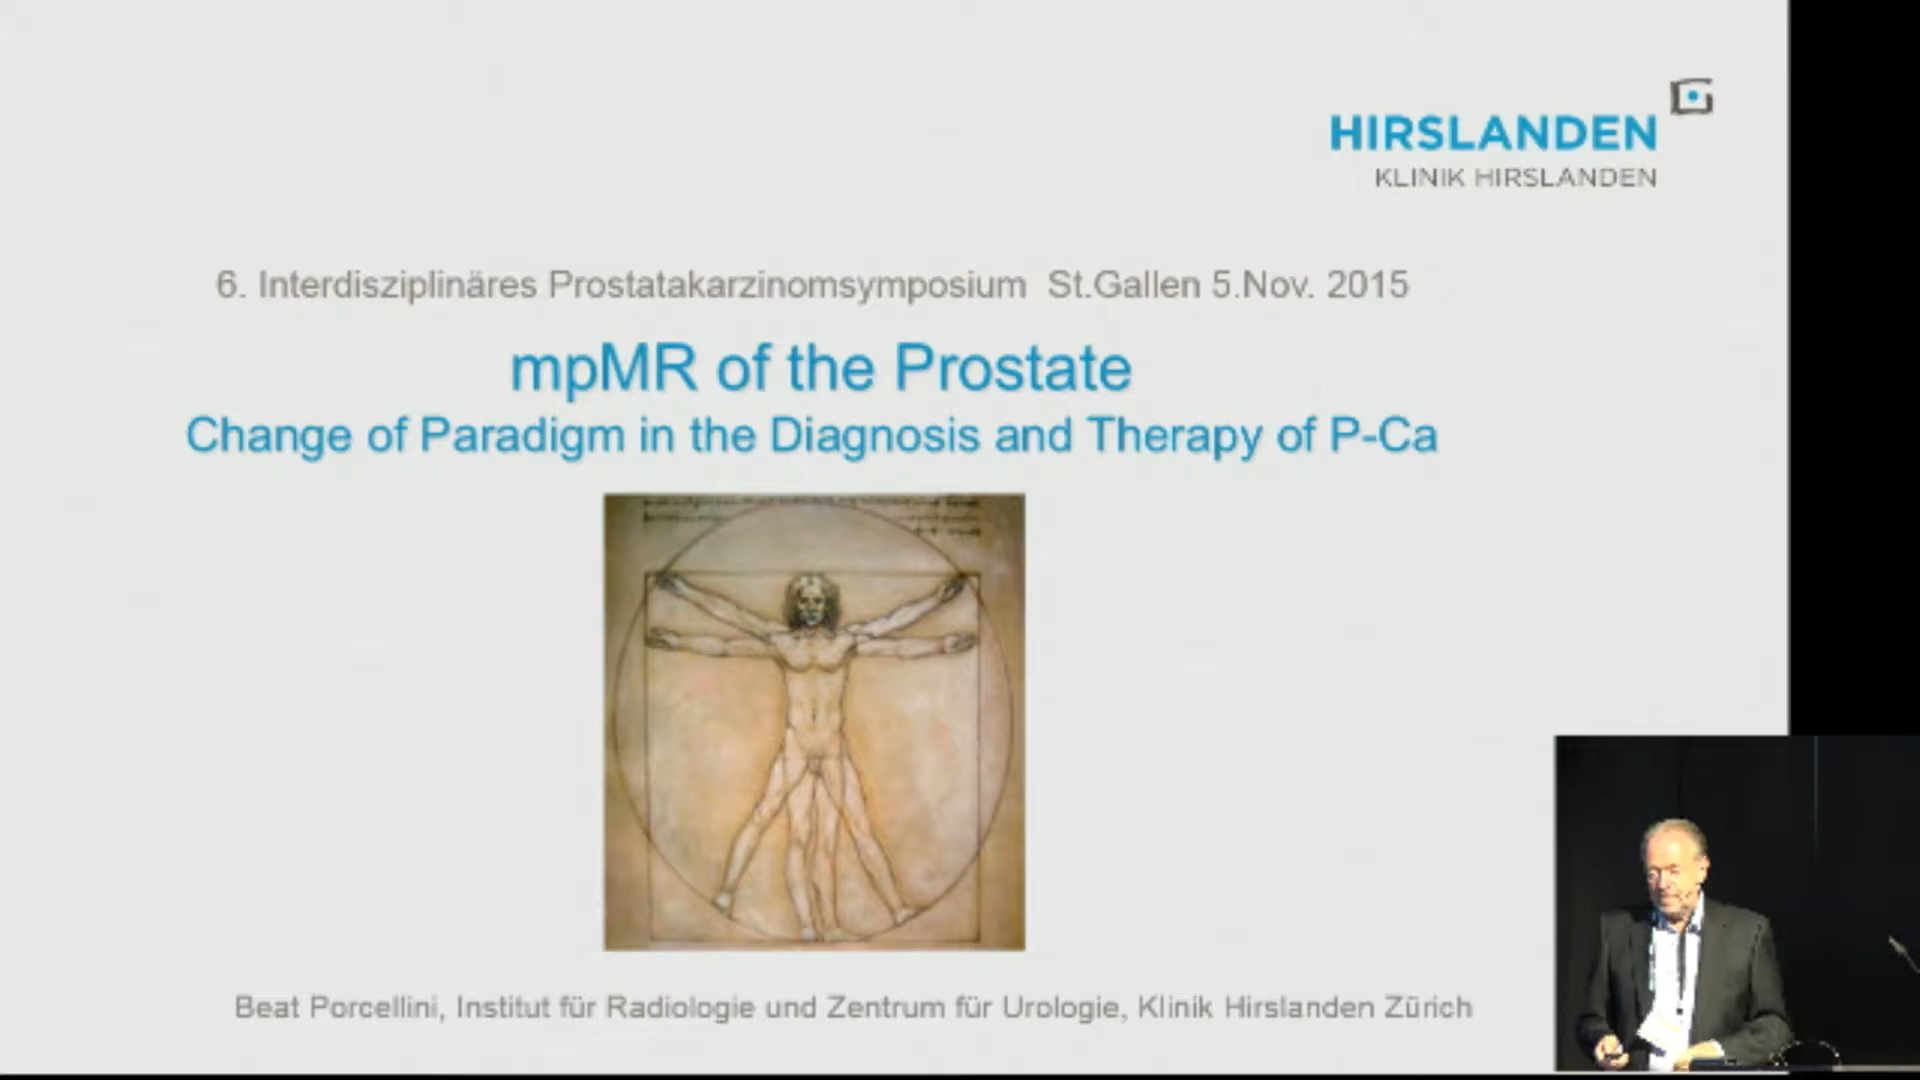 HIRSLANDEN
KLINIK HIRSLANDEN
6. Interdisziplinäres Prostatakarzinomsymposium St.Gallen 5.Nov. 2015
mpMR of the Prostate
Change of Paradigm in the Diagnosis and Therapy of P-Ca
Beat Porcellini, Institut für Radiologie und Zentrum für Urologie, Klinik Hirslanden Zürich